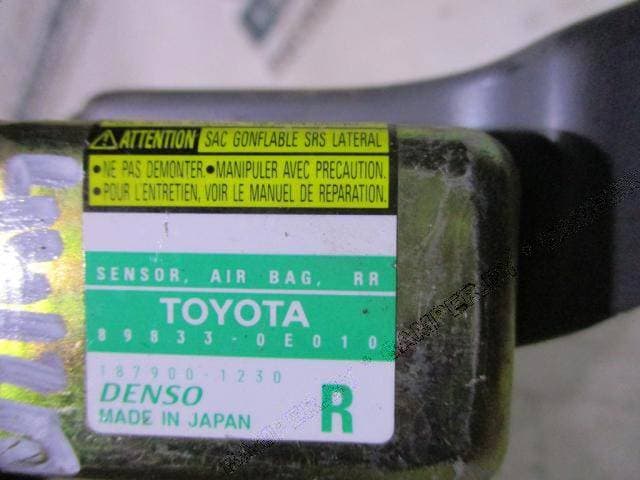 ATTENTION SAC GONFLABLE SRS LATERAL
•NE PAS DEMONTER •MANIPULER AVEC PRECAUTION.
•POUR L'ENTRETIEN, VOIR LE MANUEL DE REPARATION.
SENSOR, AIR BAG, RR
TOYOTA
89833-0E010
187900-1230
DENSO
MADE IN JAPAN
R